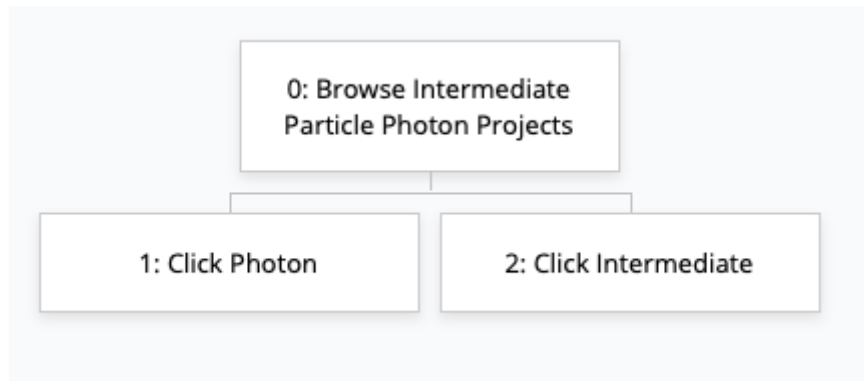 0: Browse Intermediate
Particle Photon Projects
1: Click Photon
2: Click Intermediate